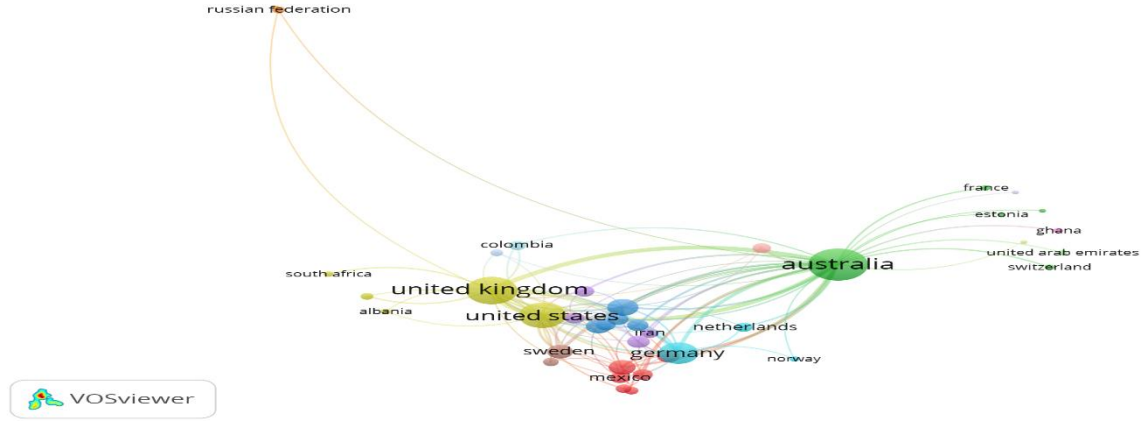 russian federation
france
estonia
ghana
colombia
united arab emirates
australia
switzerland
south africa
united kingdom
albania
united states
netherlands
iran
sweden
germany
norway
mexico
VOSviewer